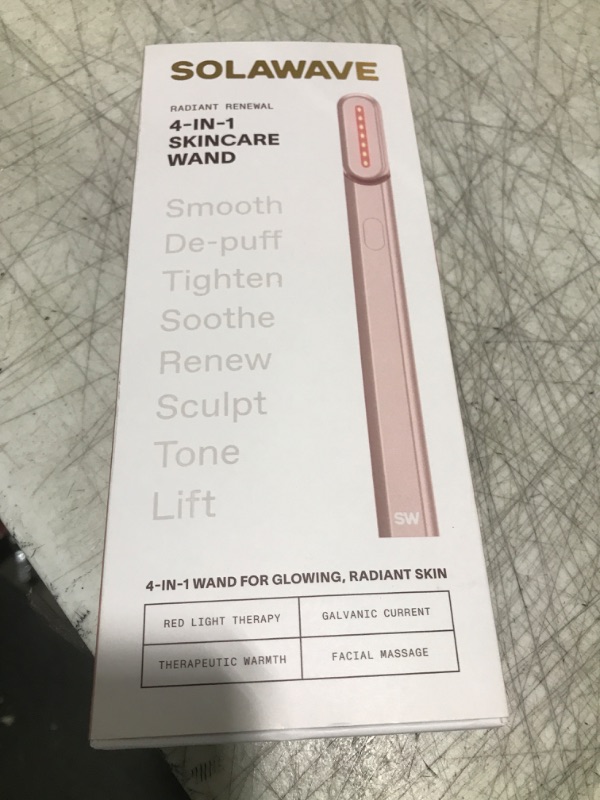 SOLAWAVE
RADIANT RENEWAL
4-IN-1
SKINCARE
WAND
Smooth
De-puff
Tighten
Soothe
Renew
Sculpt
Tone
Lift
SW
4-IN-1 WAND FOR GLOWING, RADIANT SKIN
RED LIGHT THERAPY
GALVANIC CURRENT
THERAPEUTIC WARMTH
FACIAL MASSAGE